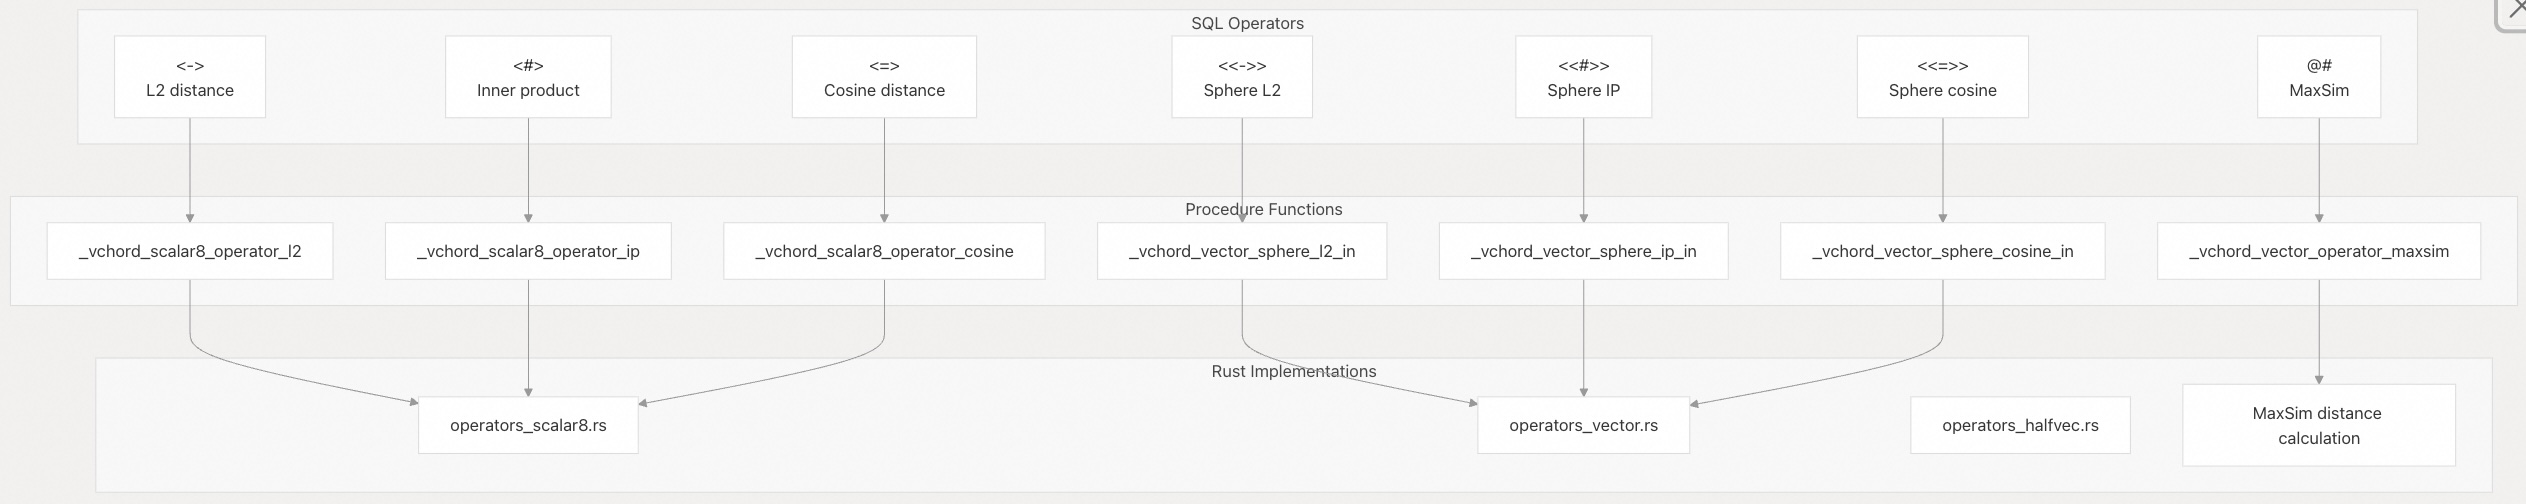 SQL Operators
<->
L2 distance
<#>
Inner product
<=>
Cosine distance
<<->>
Sphere L2
<<#>>
Sphere IP
<<=>>
Sphere cosine
@#
MaxSim
Procedure Functions
_vchord_scalar8_operator_l2
_vchord_scalar8_operator_ip
_vchord_scalar8_operator_cosine
_vchord_vector_sphere_l2_in
_vchord_vector_sphere_ip_in
_vchord_vector_sphere_cosine_in
_vchord_vector_operator_maxsim
Rust Implementations
operators_scalar8.rs
operators_vector.rs
operators_halfvec.rs
MaxSim distance
calculation